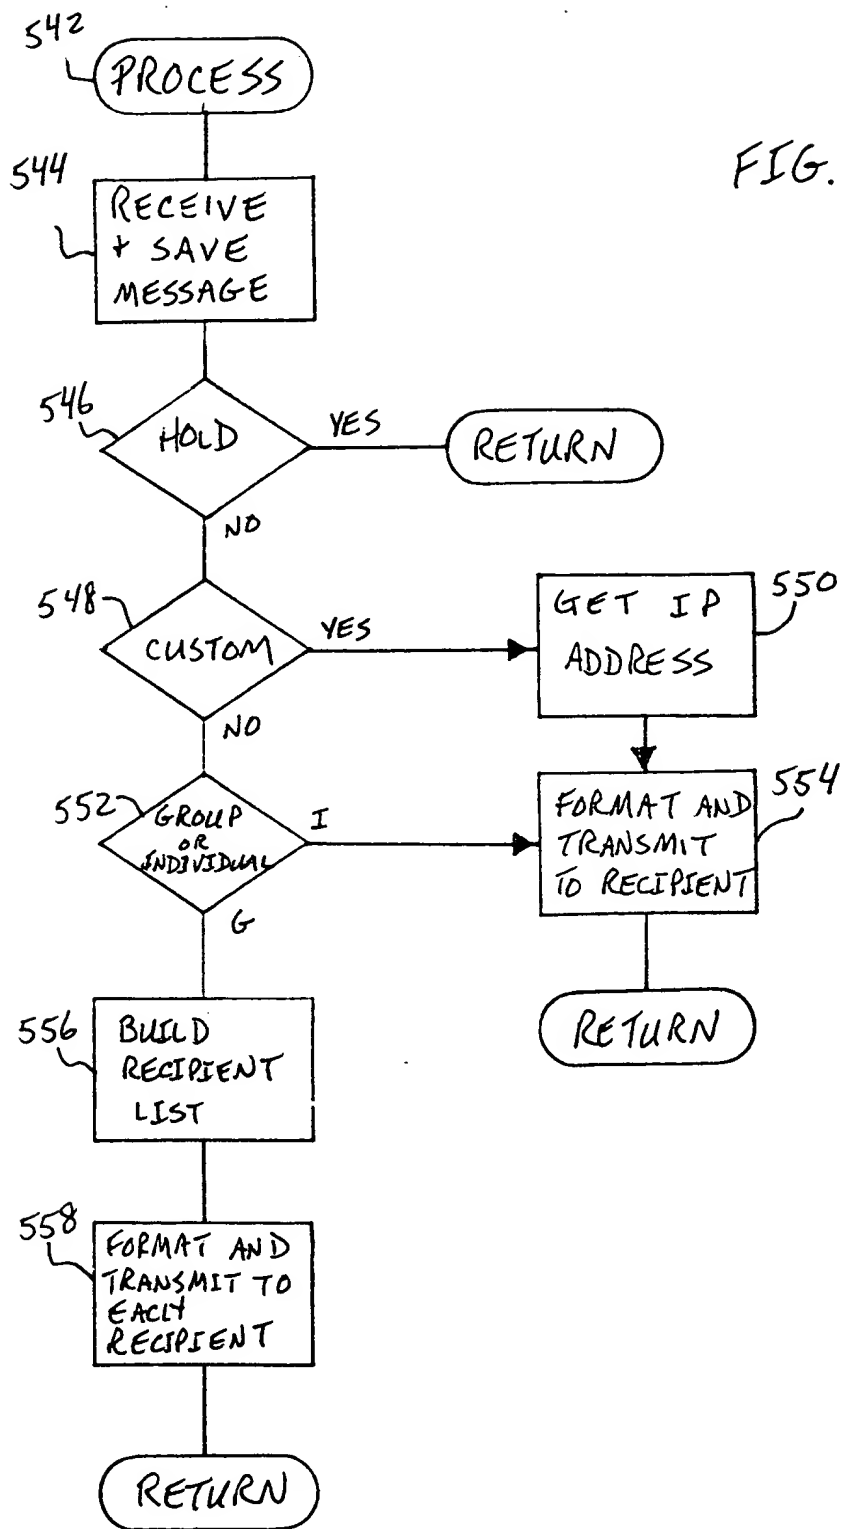 542
PROCESS
544
FIG.
RECEIVE
+ SAVE
MESSAGE
546
HOLD
YES
RETURN
NO
548
CUSTOM
YES
GET IP
ADDRESS
550
NO
552
GROUP
OR
INDIVIDUAL
I
FORMAT AND
TRANSMIT
TO RECIPIENT
554
G
RETURN
556
BUILD
RECIPIENT
LIST
558
FORMAT AND
TRANSMIT TO
EACH
RECIPIENT
RETURN